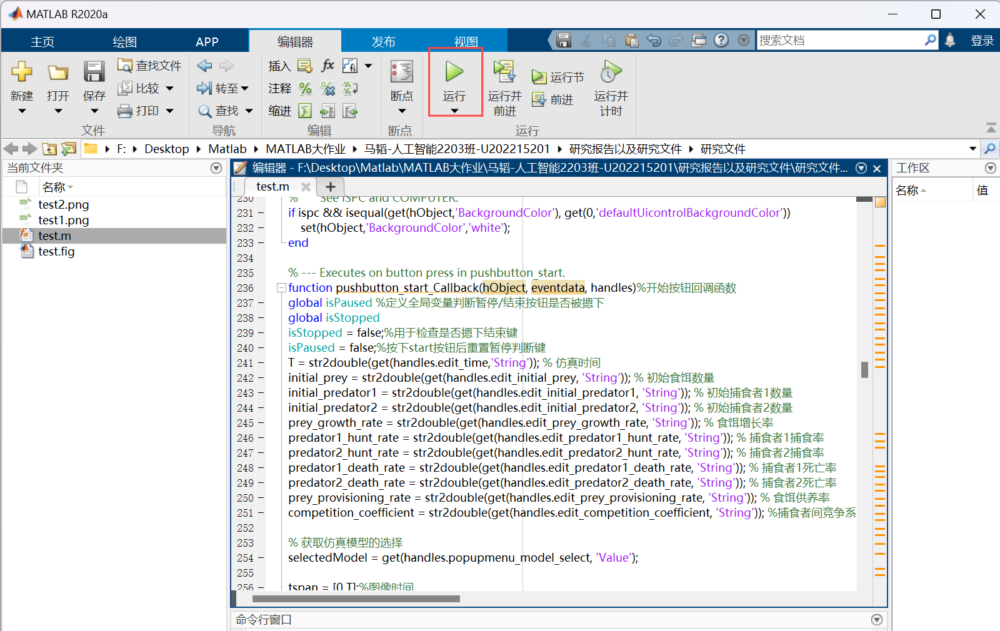 MATLAB R2020a
主页 绘图 APP 编辑器 发布 视图 搜索文档 登录
新建 打开 保存 查找文件 比较 打印
文件
转至 查找
导航
插入 fx fi
注释
缩进
编辑
断点
断点
运行 运行并前进 运行节 前进 运行并计时
运行
F: Desktop Matlab MATLAB大作业 马韬-人工智能2203班-U202215201 研究报告以及研究文件 研究文件
当前文件夹
名称
test2.png
test1.png
test.m
test.fig
编辑器 - F:\Desktop\Matlab\MATLAB大作业\马韬-人工智能2203班-U202215201\研究报告以及研究文件\研究文件...
test.m
230 % See ISPC and COMPUTER.
231 if ispc && isequal(get(hObject,'BackgroundColor'), get(0,'defaultUicontrolBackgroundColor'))
232 set(hObject,'BackgroundColor','white');
233 end
234
235 % --- Executes on button press in pushbutton_start.
236 function pushbutton_start_Callback(hObject, eventdata, handles)%开始按钮回调函数
237 global isPaused %定义全局变量判断暂停/结束按钮是否被摁下
238 global isStopped
239 isStopped = false;%用于检查是否摁下结束键
240 isPaused = false;%按下start按钮后重置暂停判断键
241 T = str2double(get(handles.edit_time,'String')); % 仿真时间
242 initial_prey = str2double(get(handles.edit_initial_prey, 'String')); % 初始食饵数量
243 initial_predator1 = str2double(get(handles.edit_initial_predator1, 'String')); % 初始捕食者1数量
244 initial_predator2 = str2double(get(handles.edit_initial_predator2, 'String')); % 初始捕食者2数量
245 prey_growth_rate = str2double(get(handles.edit_prey_growth_rate, 'String')); % 食饵增长率
246 predator1_hunt_rate = str2double(get(handles.edit_predator1_hunt_rate, 'String')); % 捕食者1捕食率
247 predator2_hunt_rate = str2double(get(handles.edit_predator2_hunt_rate, 'String')); % 捕食者2捕食率
248 predator1_death_rate = str2double(get(handles.edit_predator1_death_rate, 'String')); % 捕食者1死亡率
249 predator2_death_rate = str2double(get(handles.edit_predator2_death_rate, 'String')); % 捕食者2死亡率
250 prey_provisioning_rate = str2double(get(handles.edit_prey_provisioning_rate, 'String')); % 食饵供养率
251 competition_coefficient = str2double(get(handles.edit_competition_coefficient, 'String')); %捕食者间竞争系
252
253 % 获取仿真模型的选择
254 selectedModel = get(handles.popupmenu_model_select, 'Value');
255
256 tspan = [0 T];%图像时间
命令行窗口
工作区
名称 值